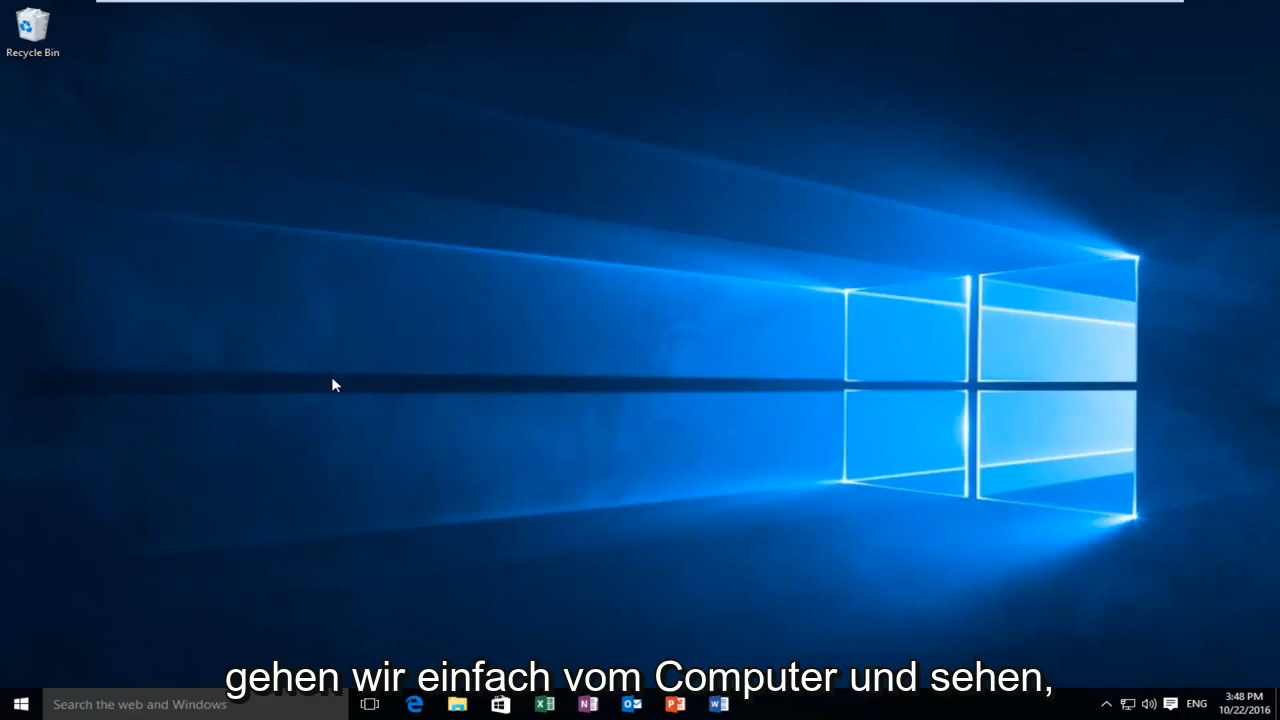 Recycle Bin
gehen wir einfach vom Computer und sehen,
Search the web and Windows
ENG
3:48 PM
10/22/2016